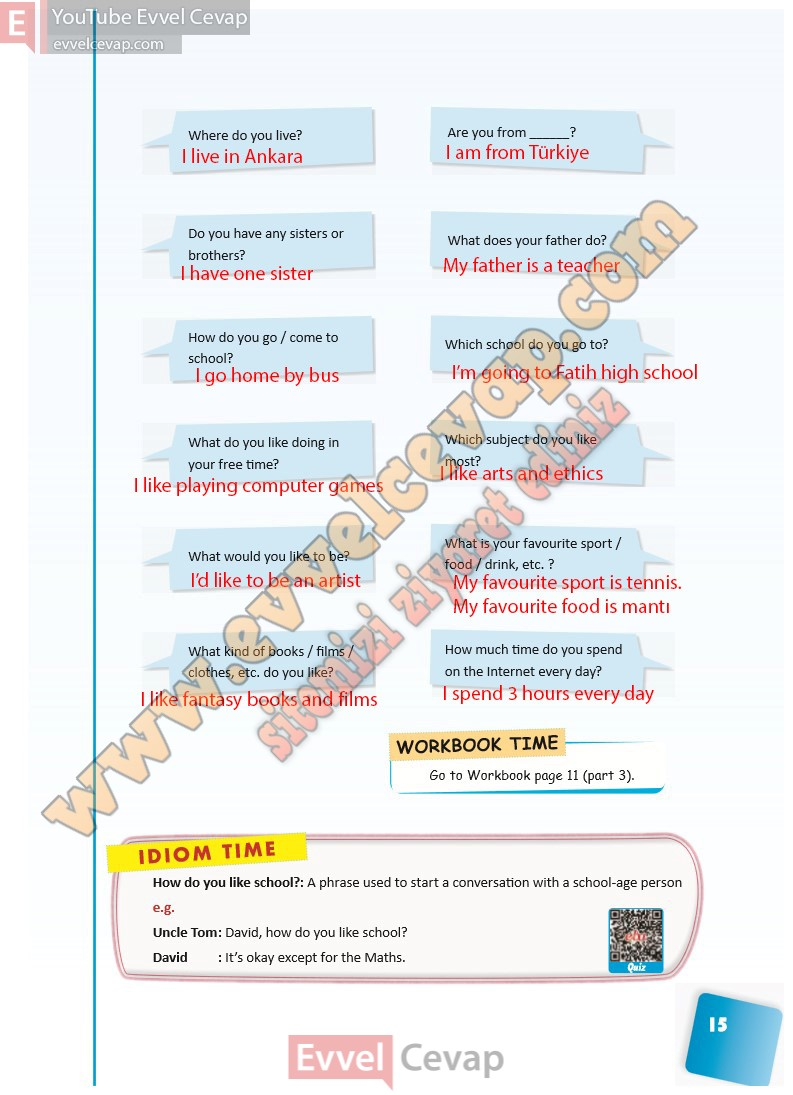 E
YouTube Evvel Cevap
evvelcevap.com
Where do you live?
I live in Ankara
Are you from ______?
I am from Türkiye
Do you have any sisters or
brothers?
I have one sister
What does your father do?
My father is a teacher
How do you go / come to
school?
I go home by bus
Which school do you go to?
I'm going to Fatih high school
What do you like doing in
your free time?
I like playing computer games
Which subject do you like
most?
I like arts and ethics
What would you like to be?
I'd like to be an artist
What is your favourite sport /
food / drink, etc. ?
My favourite sport is tennis.
My favourite food is mantı
What kind of books / films /
clothes, etc. do you like?
I like fantasy books and films
How much time do you spend
on the Internet every day?
I spend 3 hours every day
www.evvelcevap.com
sitemizi ziyaret ediniz
WORKBOOK TIME
Go to Workbook page 11 (part 3).
IDIOM TIME
How do you like school?: A phrase used to start a conversation with a school-age person
e.g.
Uncle Tom: David, how do you like school?
David : It's okay except for the Maths.
Quiz
15
Evvel Cevap